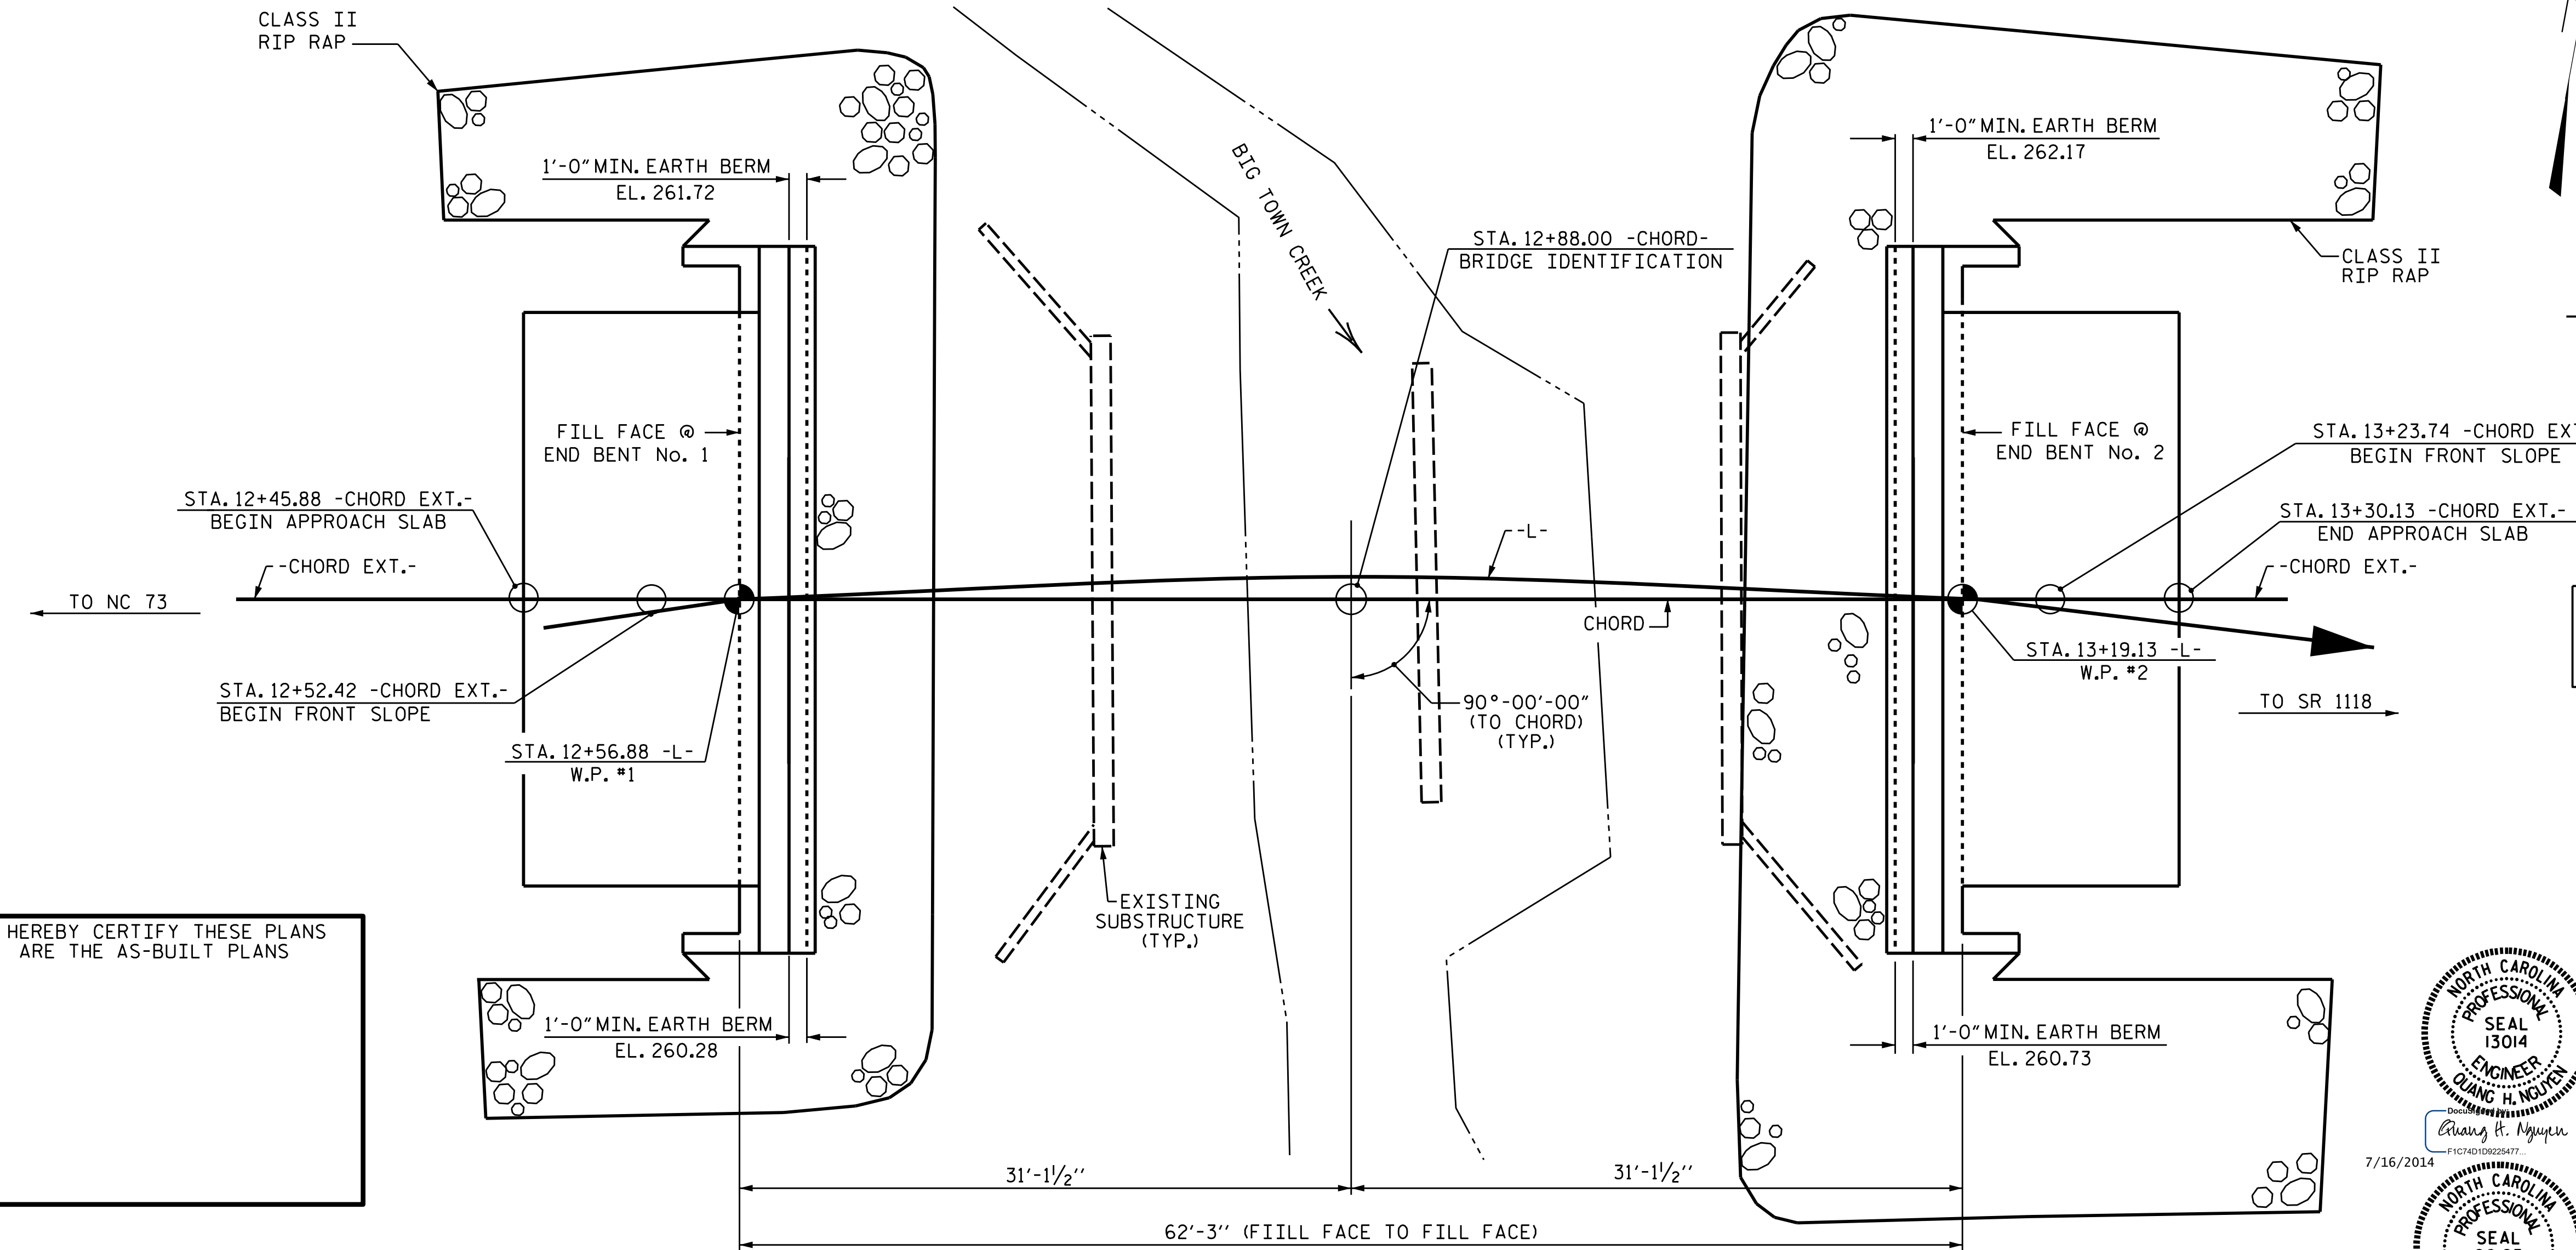 CLASS II
RIP RAP
1'-0" MIN. EARTH BERM
EL. 261.72
BIG TOWN CREEK
STA. 12+88.00 -CHORD-
BRIDGE IDENTIFICATION
1'-0" MIN. EARTH BERM
EL. 262.17
CLASS II
RIP RAP
FILL FACE @
END BENT No. 1
FILL FACE @
END BENT No. 2
STA. 13+23.74 -CHORD
BEGIN FRONT SLOPE
STA. 12+45.88 -CHORD EXT.-
BEGIN APPROACH SLAB
STA. 13+30.13 -CHORD EXT.-
END APPROACH SLAB
-CHORD EXT.-
-L-
-CHORD EXT.-
TO NC 73
CHORD
STA. 12+52.42 -CHORD EXT.-
BEGIN FRONT SLOPE
STA. 13+19.13 -L-
W.P. #2
90°-00'-00"
(TO CHORD)
(TYP.)
TO SR 1118
STA. 12+56.88 -L-
W.P. #1
EXISTING
SUBSTRUCTURE
(TYP.)
HEREBY CERTIFY THESE PLANS
ARE THE AS-BUILT PLANS
1'-0" MIN. EARTH BERM
EL. 260.28
1'-0" MIN. EARTH BERM
EL. 260.73
NORTH CAROLINA
PROFESSIONAL
SEAL
13014
ENGINEER
QUANG H. NGUYEN
DocuSigned by:
Quang H. Nguyen
F1C74D1D9225477...
7/16/2014
31'-1½''
31'-1½''
62'-3'' (FIILL FACE TO FILL FACE)
NORTH CAROLINA
PROFESSIONAL
SEAL